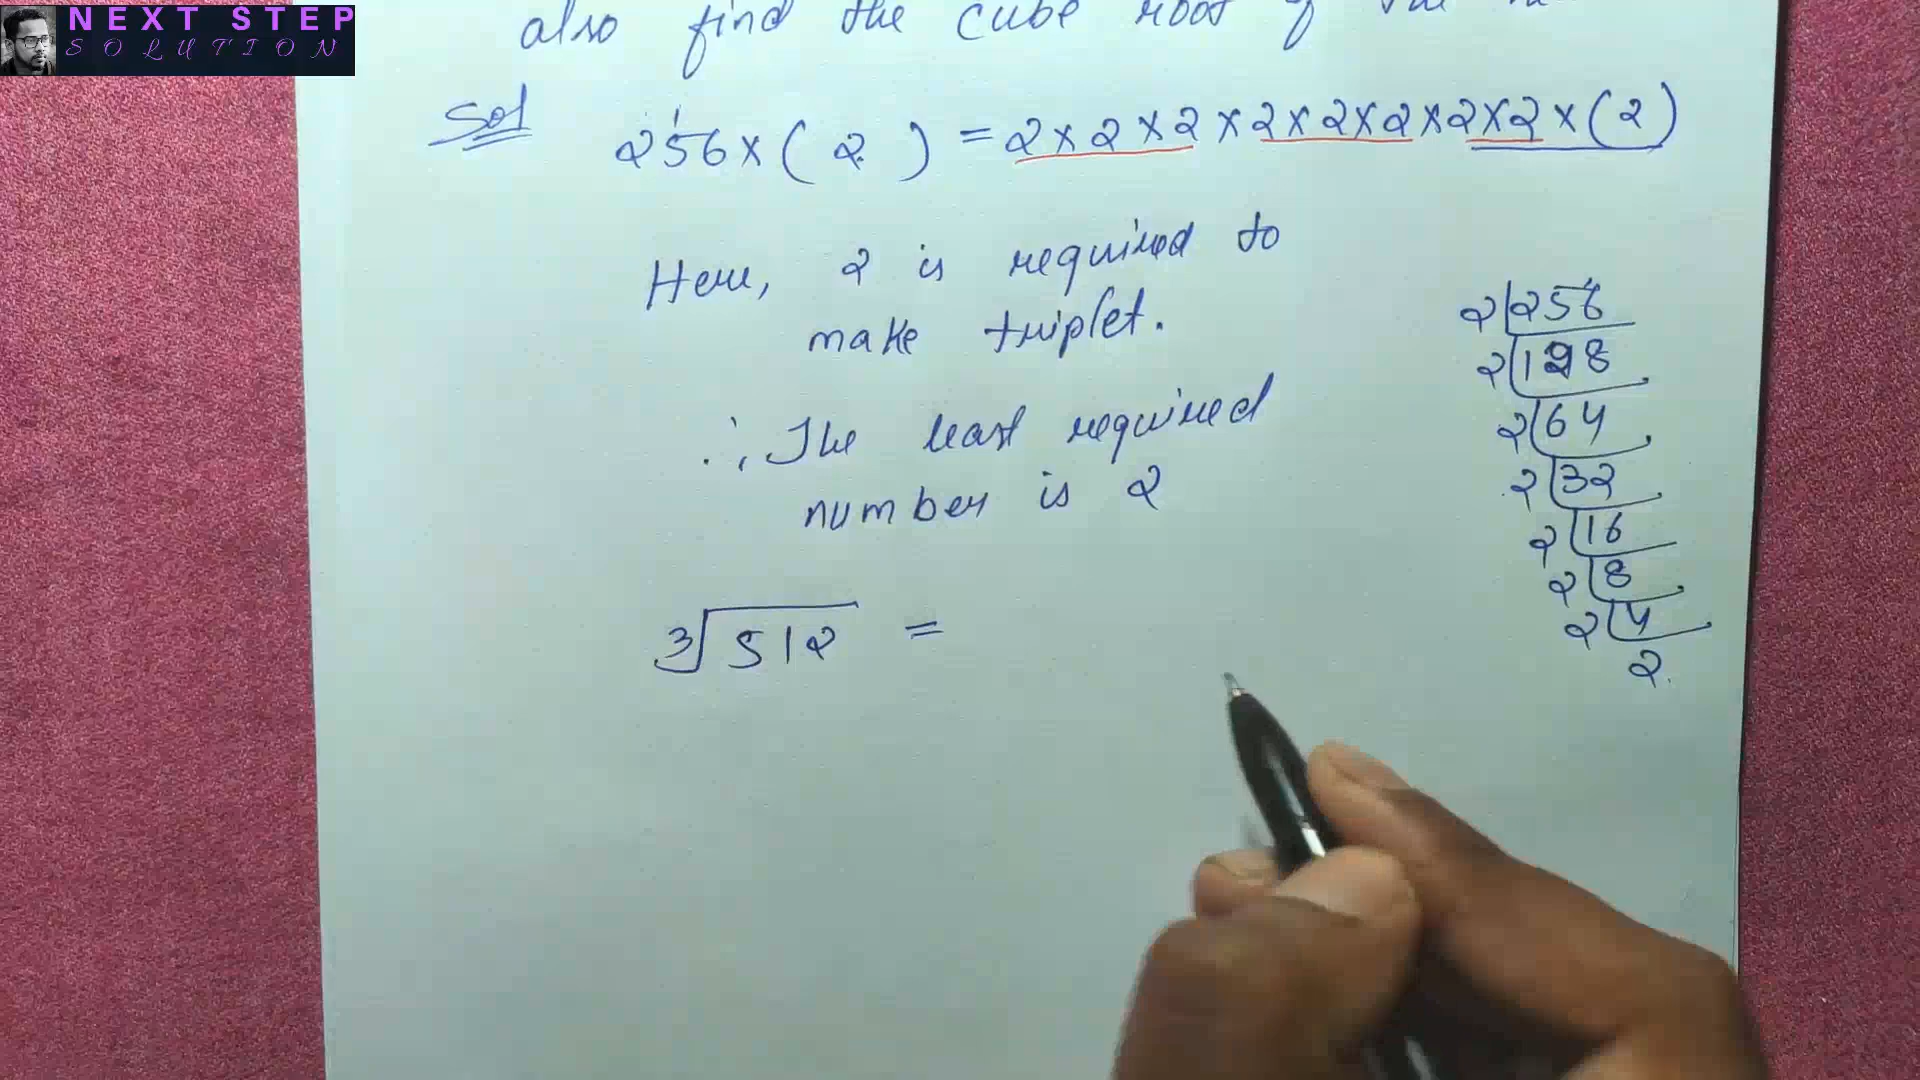 NEXT STEP
SOLUTION
also find the cube root of the
Sol 256 × ( 2 ) = 2 × 2 × 2 × 2 × 2 × 2 × 2 × 2 × (2)
Here, 2 is required to
make triplet.
∴ The least required
number is 2
∛512 =
2 | 256
2 | 128
2 | 64
2 | 32
2 | 16
2 | 8
2 | 4
2